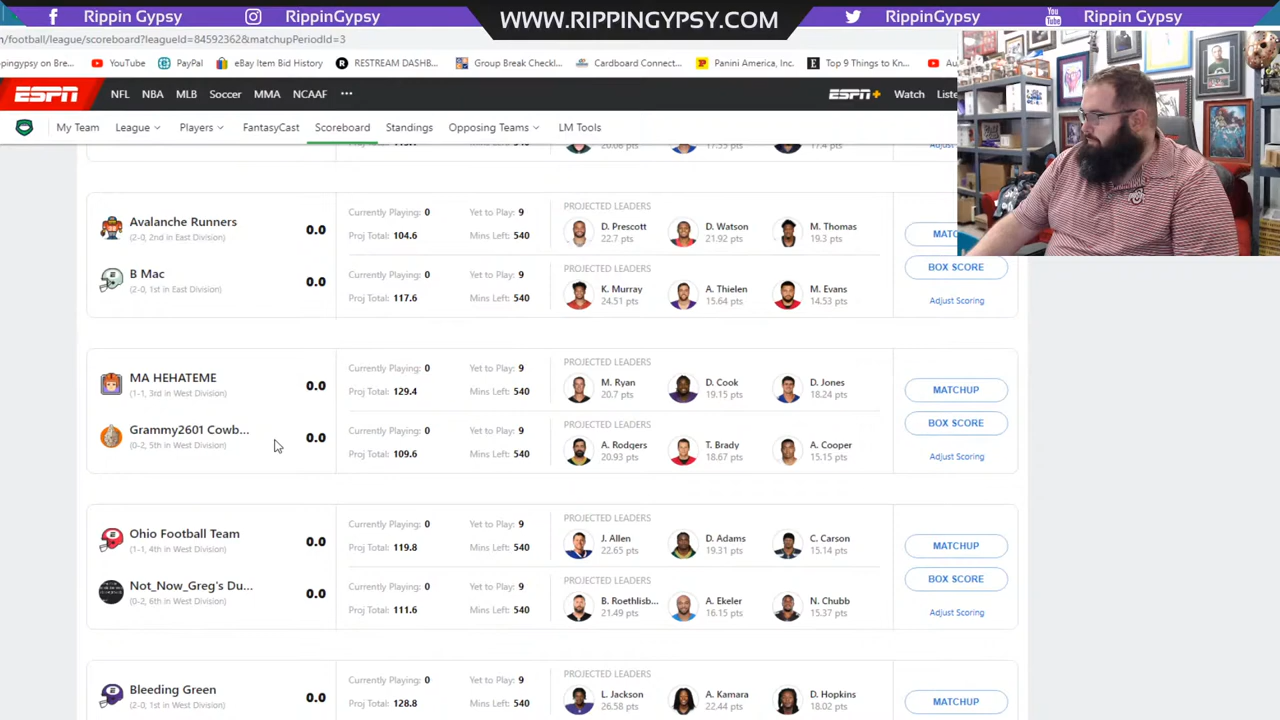 Rippin Gypsy
RippinGypsy
WWW.RIPPINGYPSY.COM
RippinGypsy
You Tube
Rippin Gypsy
/football/league/scoreboard?leagueId=84592362&matchupPeriodId=3
ppingypsy on Bre...
YouTube
PayPal
eBay Item Bid History
RESTREAM DASHB...
Group Break Checkl...
Cardboard Connect...
Panini America, Inc.
Top 9 Things to Kn...
ESPN
NFL
NBA
MLB
Soccer
MMA
NCAAF
•••
ESPN+
Watch
My Team
League
Players
FantasyCast
Scoreboard
Standings
Opposing Teams
LM Tools
17.4 pts
Avalanche Runners
(2-0, 2nd in East Division)
0.0
Currently Playing: 0
Yet to Play: 9
Proj Total: 104.6
Mins Left: 540
PROJECTED LEADERS
D. Prescott
22.7 pts
D. Watson
21.92 pts
M. Thomas
19.3 pts
B Mac
(2-0, 1st in East Division)
0.0
Currently Playing: 0
Yet to Play: 9
Proj Total: 117.6
Mins Left: 540
PROJECTED LEADERS
K. Murray
24.51 pts
A. Thielen
15.64 pts
M. Evans
14.53 pts
BOX SCORE
Adjust Scoring
MA HEHATEME
(1-1, 3rd in West Division)
0.0
Currently Playing: 0
Yet to Play: 9
Proj Total: 129.4
Mins Left: 540
PROJECTED LEADERS
M. Ryan
20.7 pts
D. Cook
19.15 pts
D. Jones
18.24 pts
Grammy2601 Cowb...
(0-2, 5th in West Division)
0.0
Currently Playing: 0
Yet to Play: 9
Proj Total: 109.6
Mins Left: 540
PROJECTED LEADERS
A. Rodgers
20.93 pts
T. Brady
18.67 pts
A. Cooper
15.15 pts
MATCHUP
BOX SCORE
Adjust Scoring
Ohio Football Team
(1-1, 4th in West Division)
0.0
Currently Playing: 0
Yet to Play: 9
Proj Total: 119.8
Mins Left: 540
PROJECTED LEADERS
J. Allen
22.65 pts
D. Adams
19.31 pts
C. Carson
15.14 pts
Not_Now_Greg's Du...
(0-2, 6th in West Division)
0.0
Currently Playing: 0
Yet to Play: 9
Proj Total: 111.6
Mins Left: 540
PROJECTED LEADERS
B. Roethlisb...
21.49 pts
A. Ekeler
16.15 pts
N. Chubb
15.37 pts
MATCHUP
BOX SCORE
Adjust Scoring
Bleeding Green
(2-0, 1st in West Division)
0.0
Currently Playing: 0
Yet to Play: 9
Proj Total: 128.8
Mins Left: 540
PROJECTED LEADERS
L. Jackson
26.58 pts
A. Kamara
22.44 pts
D. Hopkins
18.02 pts
MATCHUP